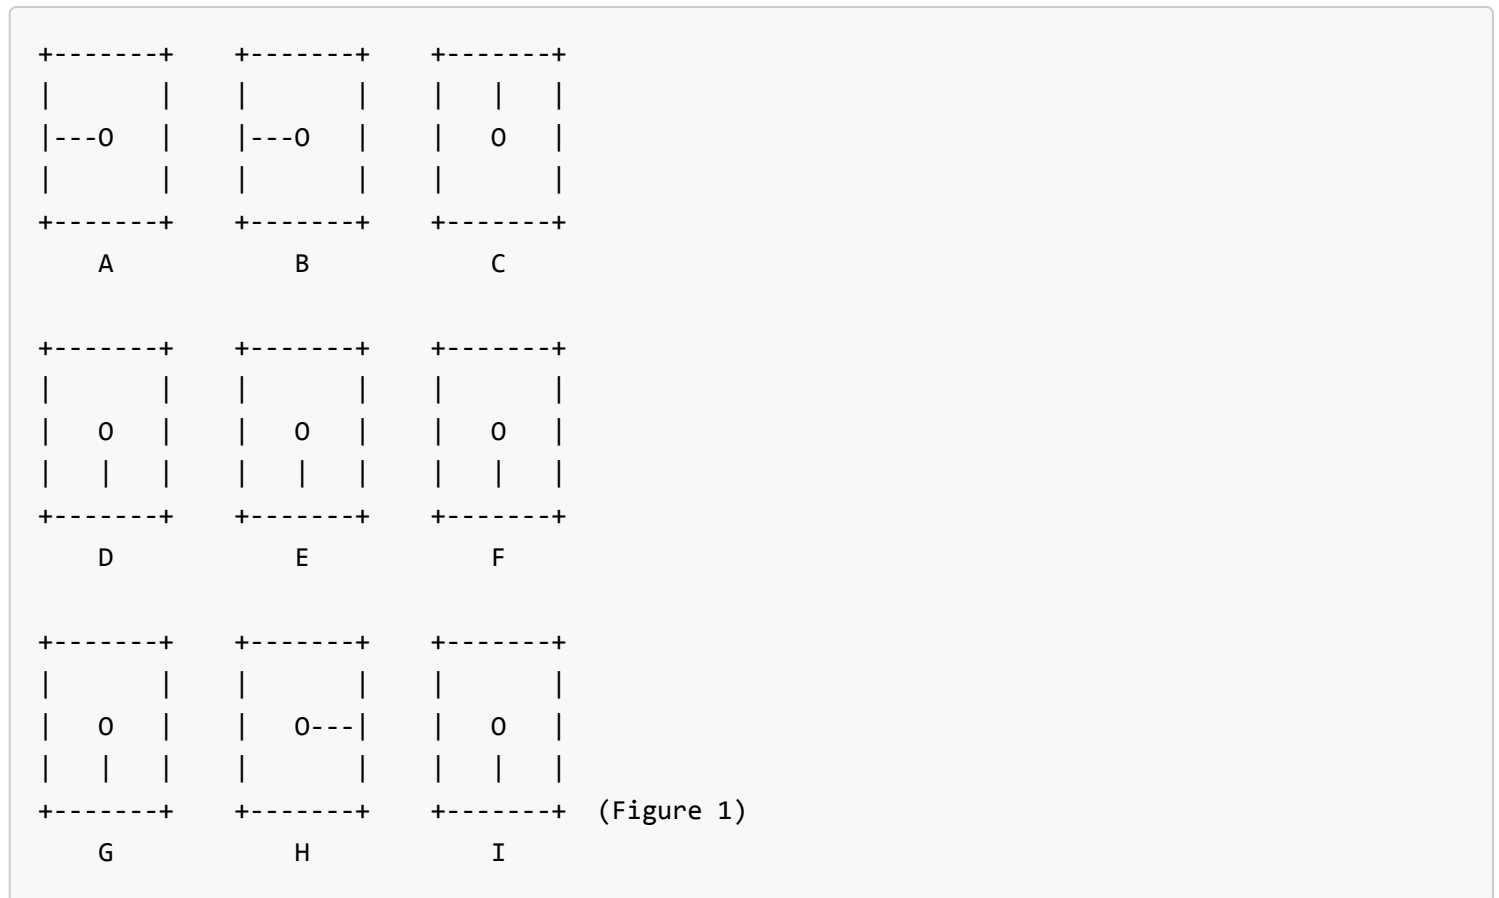 +-------+    +-------+    +-------+
|       |    |       |    |   |   |
|---O   |    |---O   |    |   O   |
|       |    |       |    |       |
+-------+    +-------+    +-------+
    A            B            C

+-------+    +-------+    +-------+
|       |    |       |    |       |
|   O   |    |   O   |    |   O   |
|   |   |    |   |   |    |   |   |
+-------+    +-------+    +-------+
    D            E            F

+-------+    +-------+    +-------+
|       |    |       |    |       |
|   O   |    |   O---|    |   O   |
|   |   |    |       |    |   |   |
+-------+    +-------+    +-------+  (Figure 1)
    G            H            I